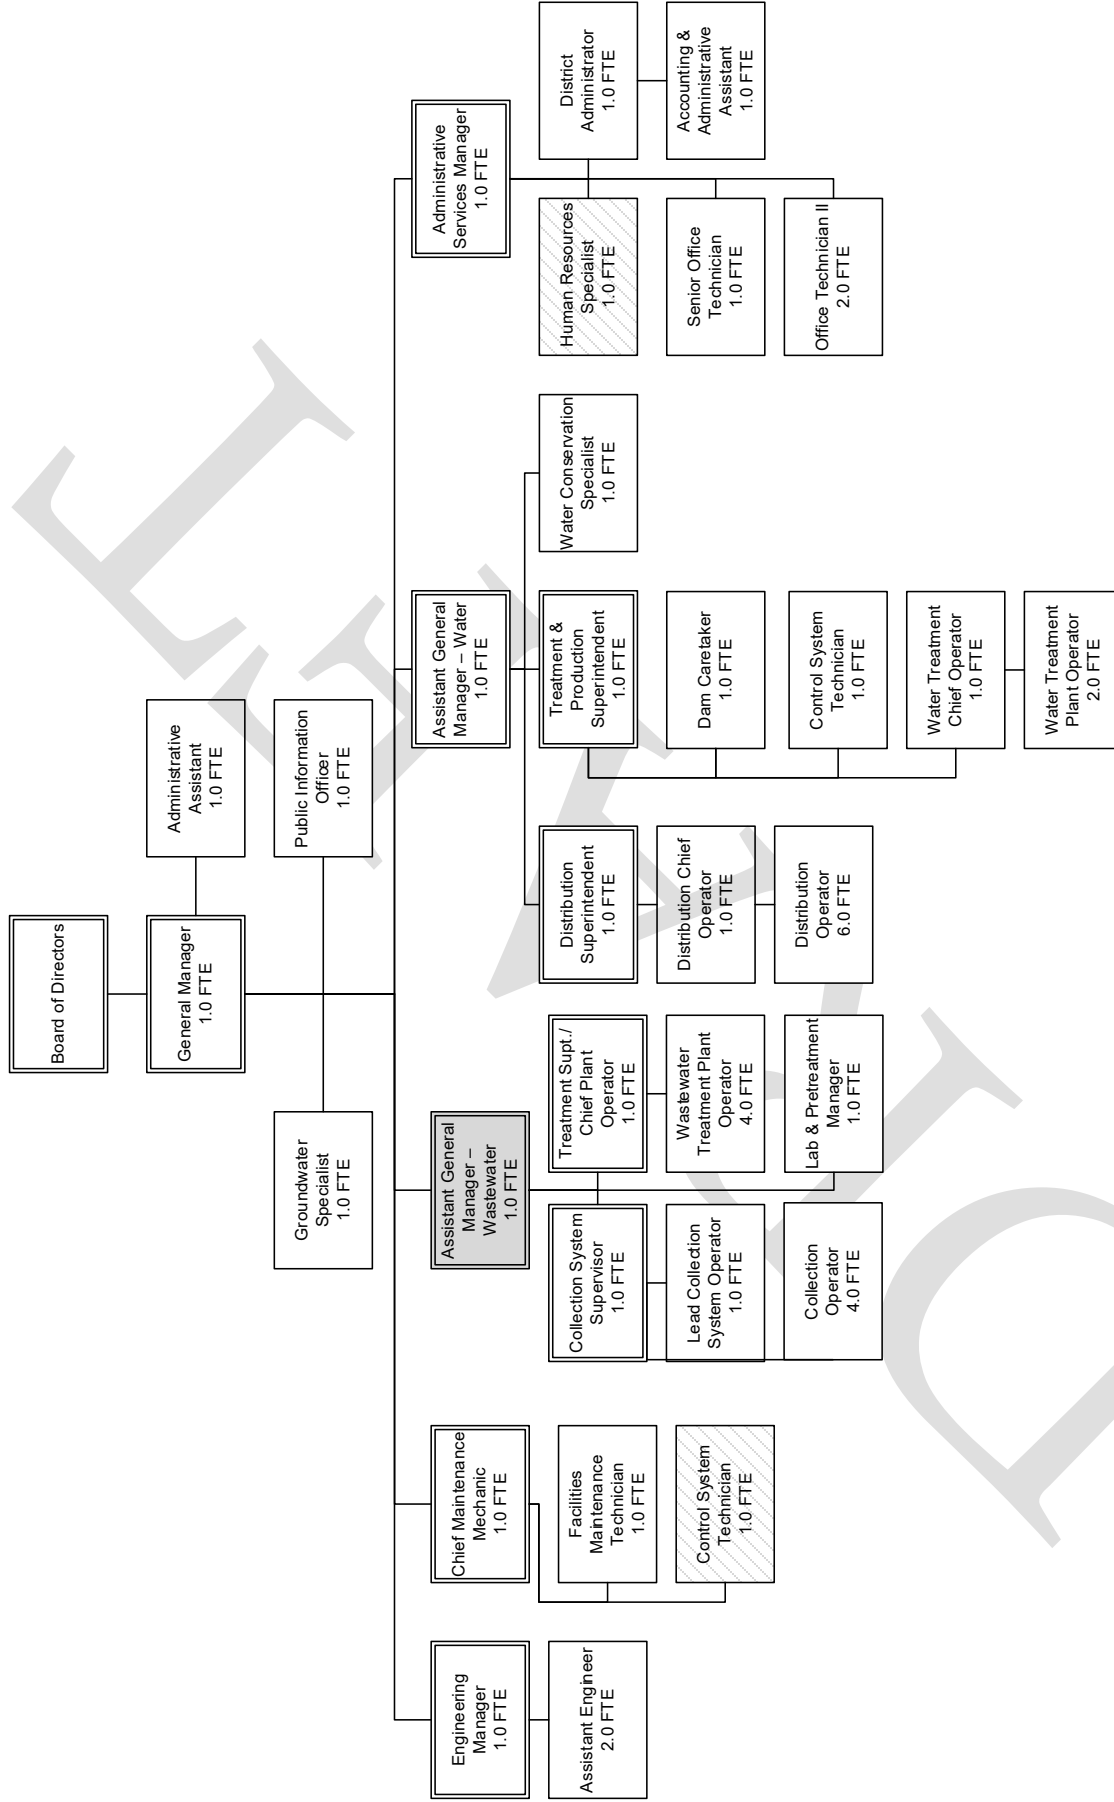 Board of Directors
General Manager
1.0 FTE
Administrative
Assistant
1.0 FTE
Groundwater
Specialist
1.0 FTE
Public Information
Officer
1.0 FTE
Engineering
Manager
1.0 FTE
Assistant Engineer
2.0 FTE
Chief Maintenance
Mechanic
1.0 FTE
Facilities
Maintenance
Technician
1.0 FTE
Control System
Technician
1.0 FTE
Assistant General
Manager –
Wastewater
1.0 FTE
Collection System
Supervisor
1.0 FTE
Lead Collection
System Operator
1.0 FTE
Collection
Operator
4.0 FTE
Treatment Supt./
Chief Plant
Operator
1.0 FTE
Wastewater
Treatment Plant
Operator
4.0 FTE
Lab & Pretreatment
Manager
1.0 FTE
Assistant General
Manager – Water
1.0 FTE
Distribution
Superintendent
1.0 FTE
Distribution Chief
Operator
1.0 FTE
Distribution
Operator
6.0 FTE
Treatment &
Production
Superintendent
1.0 FTE
Dam Caretaker
1.0 FTE
Control System
Technician
1.0 FTE
Water Treatment
Chief Operator
1.0 FTE
Water Treatment
Plant Operator
2.0 FTE
Water Conservation
Specialist
1.0 FTE
Administrative
Services Manager
1.0 FTE
Human Resources
Specialist
1.0 FTE
Senior Office
Technician
1.0 FTE
Office Technician II
2.0 FTE
District
Administrator
1.0 FTE
Accounting &
Administrative
Assistant
1.0 FTE
DRAFT